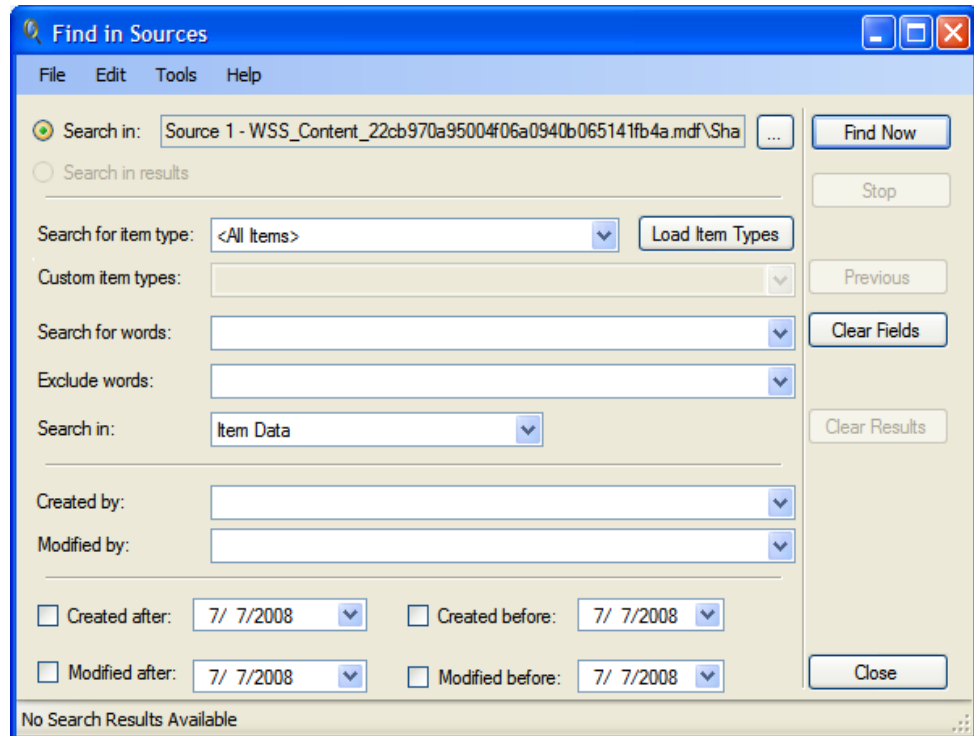 Find in Sources
File Edit Tools Help
Search in: Source 1 - WSS_Content_22cb970a95004f06a0940b065141fb4a.mdf\Sha ... Find Now
Search in results
Stop
Search for item type: <All Items> Load Item Types
Custom item types: Previous
Search for words: Clear Fields
Exclude words:
Search in: Item Data Clear Results
Created by:
Modified by:
Created after: 7/ 7/2008 Created before: 7/ 7/2008
Modified after: 7/ 7/2008 Modified before: 7/ 7/2008 Close
No Search Results Available